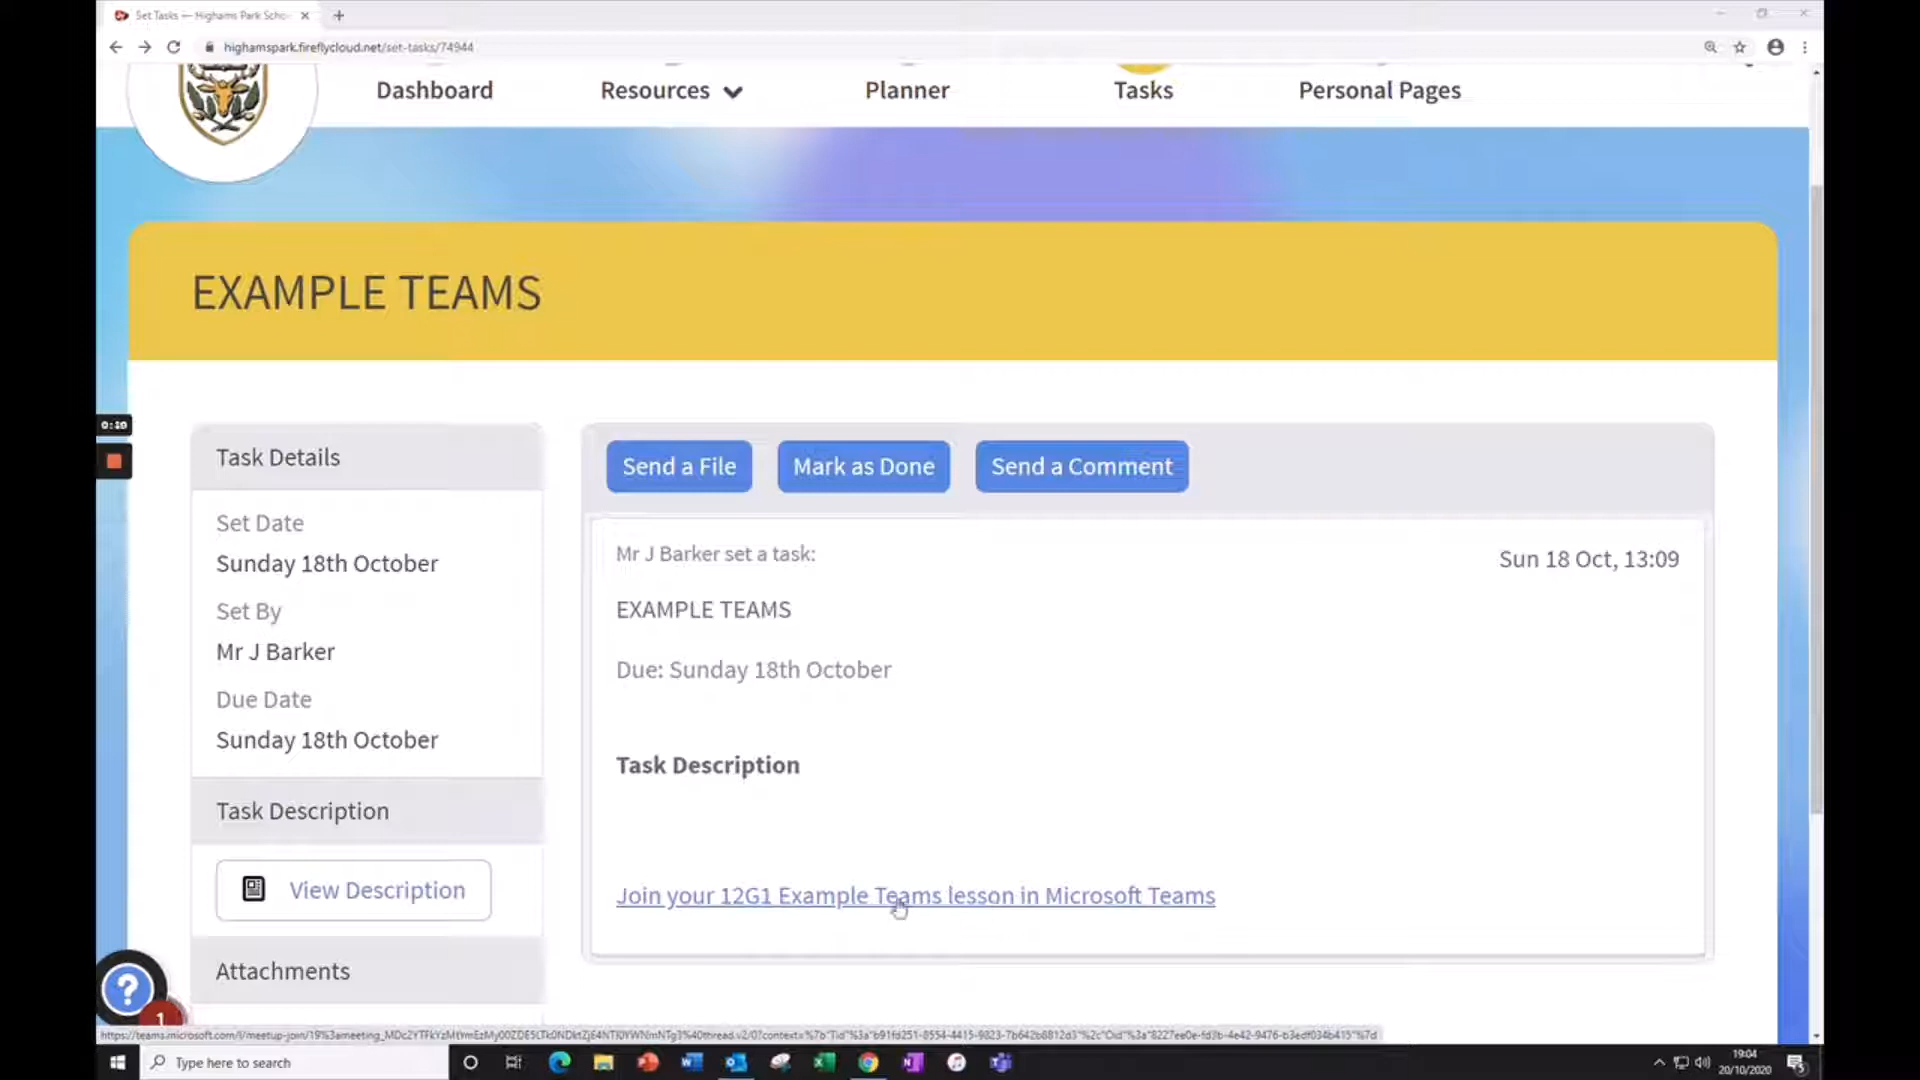 Set Tasks — Highams Park Scho
highamspark.fireflycloud.net/set-tasks/74944
Dashboard
Resources
Planner
Tasks
Personal Pages
EXAMPLE TEAMS
Task Details
Set Date
Sunday 18th October
Set By
Mr J Barker
Due Date
Sunday 18th October
Task Description
View Description
Attachments
Send a File
Mark as Done
Send a Comment
Mr J Barker set a task:
Sun 18 Oct, 13:09
EXAMPLE TEAMS
Due: Sunday 18th October
Task Description
Join your 12G1 Example Teams lesson in Microsoft Teams
?
1
Type here to search
19:04
20/10/2020